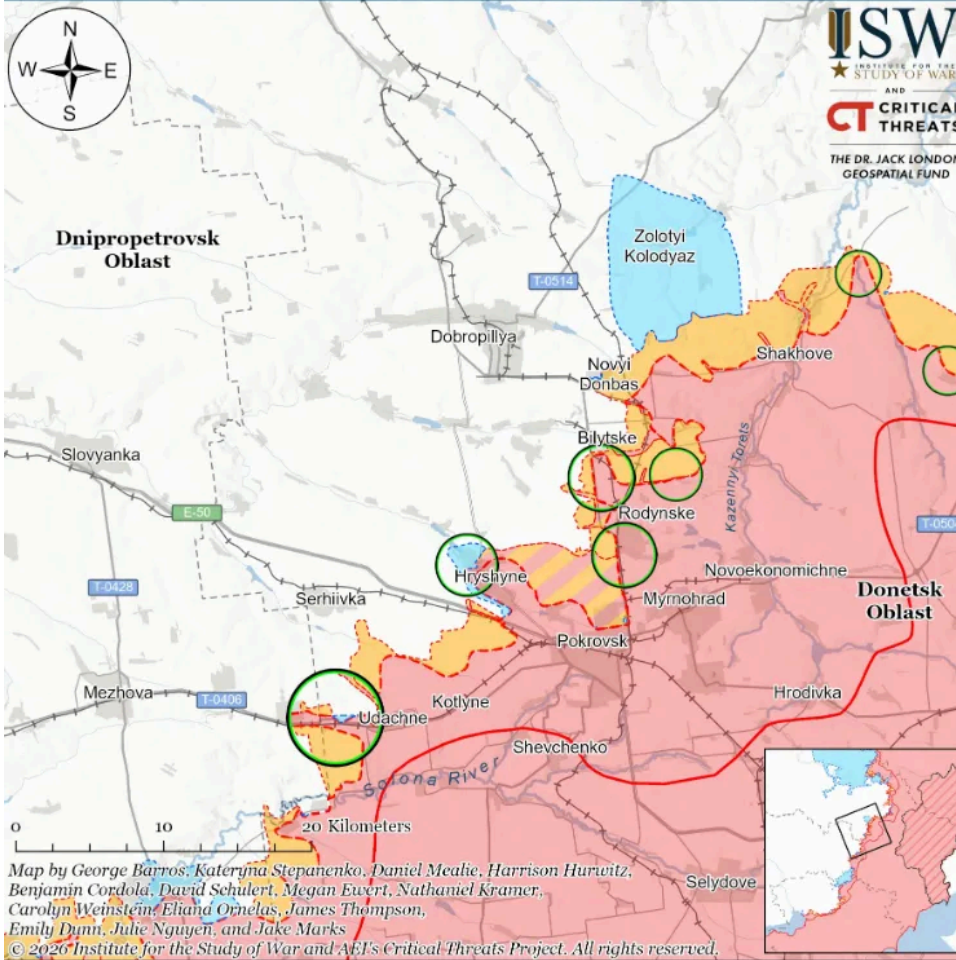 N
W E
S
ISW
INSTITUTE FOR THE
STUDY OF WAR
AND
CT CRITICAL
THREATS
THE DR. JACK LONDON
GEOSPATIAL FUND
Dnipropetrovsk
Oblast
Zolotyi
Kolodyaz
T-0514
Dobropillya
Shakhove
Novyi
Donbas
Bilytske
Slovyanka
Kazennyi Torets
E-50
Rodynske
T-050
Hryshyne
Novoekonomichne
T-0428
Serhiivka
Myrnohrad
Donetsk
Oblast
Pokrovsk
Mezhova
T-0406
Kotlyne
Hrodivka
Udachne
Shevchenko
Solona River
0 10 20 Kilometers
Selydove
Map by George Barros, Kateryna Stepanenko, Daniel Mealie, Harrison Hurwitz,
Benjamin Cordola, David Schulert, Megan Ewert, Nathaniel Kramer,
Carolyn Weinstein, Eliana Ornelas, James Thompson,
Emily Dunn, Julie Nguyen, and Jake Marks
© 2026 Institute for the Study of War and AEI's Critical Threats Project. All rights reserved.